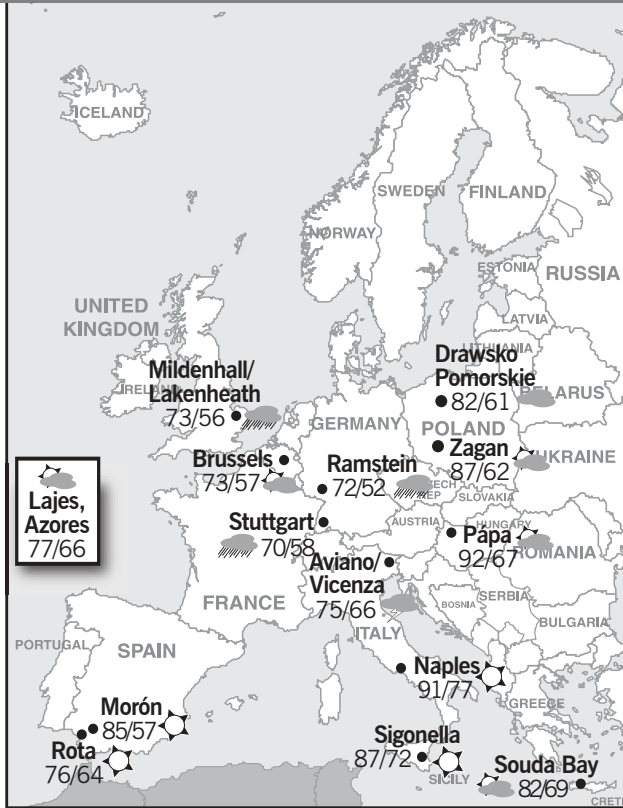 ICELAND
SWEDEN
FINLAND
NORWAY
ESTONIA
RUSSIA
LATVIA
LITHUANIA
UNITED
KINGDOM
IRELAND
Mildenhall/
Lakenheath
73/56
Drawsko
Pomorskie
82/61
BELARUS
GERMANY
POLAND
Zagan
87/62
UKRAINE
Brussels
73/57
Ramstein
72/52
CZECH
REP
SLOVAKIA
Lajes,
Azores
77/66
Stuttgart
70/58
AUSTRIA
HUNGARY
Pápa
92/67
ROMANIA
Aviano/
Vicenza
75/66
FRANCE
BOSNIA
SERBIA
BULGARIA
ITALY
PORTUGAL
SPAIN
Naples
91/77
GREECE
Morón
85/57
Rota
76/64
Sigonella
87/72
SICILY
Souda Bay
82/69
CRETE